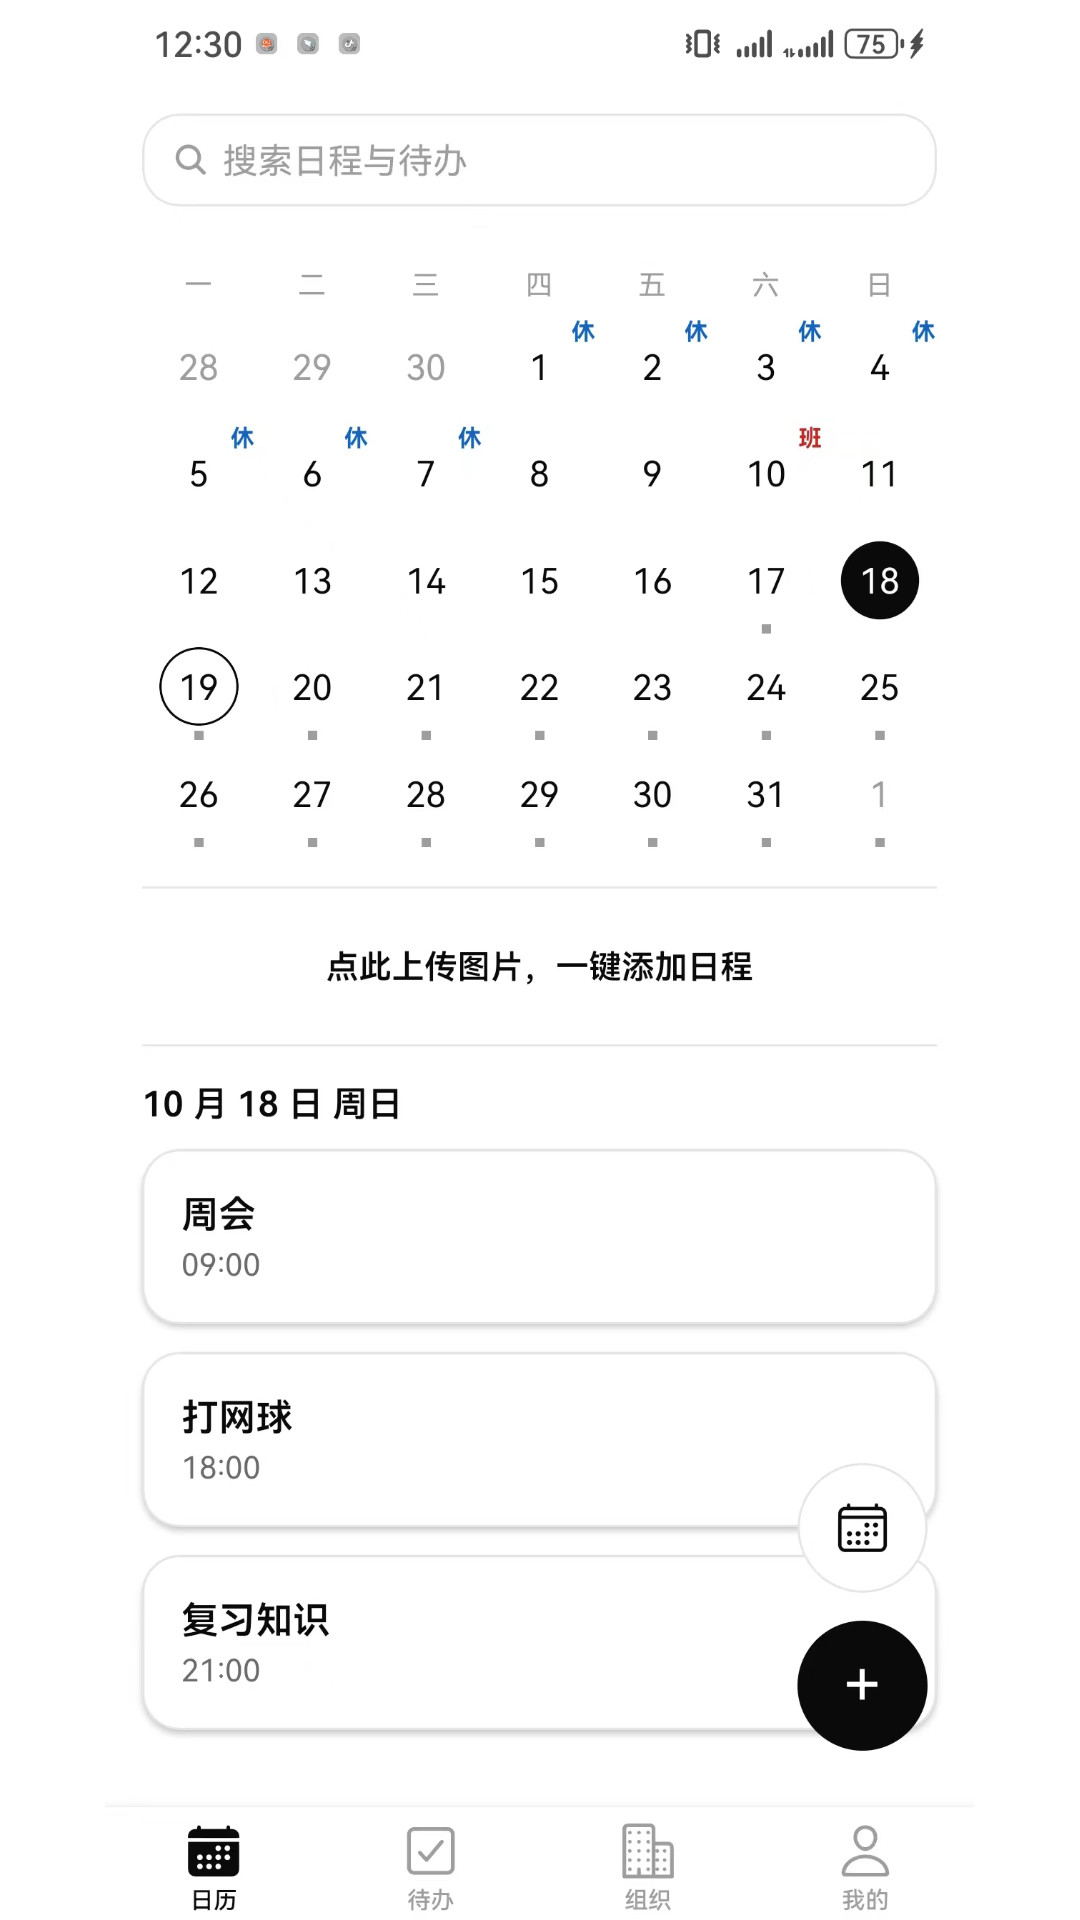 12:30 75
搜索日程与待办
一 二 三 四 五 六 日
休 休 休 休
28 29 30 1 2 3 4
休 休 休 班
5 6 7 8 9 10 11
12 13 14 15 16 17 18
19 20 21 22 23 24 25
26 27 28 29 30 31 1
点此上传图片，一键添加日程
10 月 18 日 周日
周会
09:00
打网球
18:00
复习知识
21:00
+
日历 待办 组织 我的